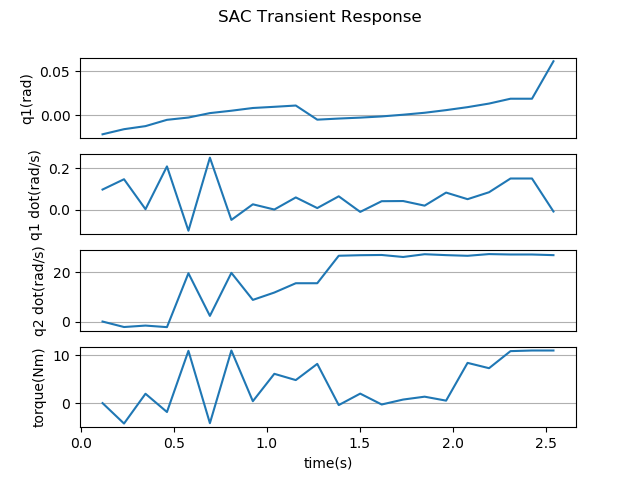 SAC Transient Response
q1(rad)
0.05
0.00
q1 dot(rad/s)
0.2
0.0
q2 dot(rad/s)
20
0
torque(Nm)
10
0
0.0 0.5 1.0 1.5 2.0 2.5
time(s)